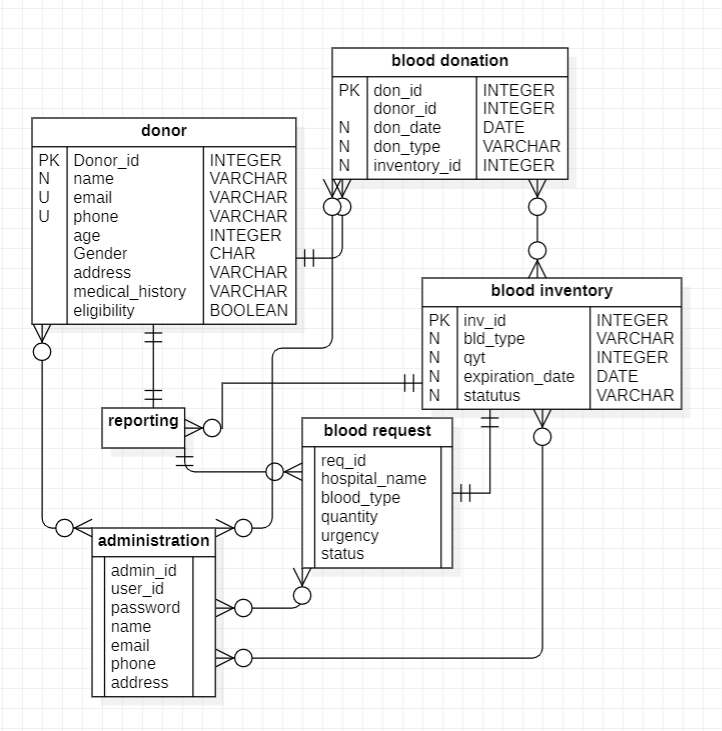 blood donation
PK don_id INTEGER
donor_id INTEGER
N don_date DATE
N don_type VARCHAR
N inventory_id INTEGER
donor
PK Donor_id INTEGER
N name VARCHAR
U email VARCHAR
U phone VARCHAR
age INTEGER
Gender CHAR
address VARCHAR
medical_history VARCHAR
eligibility BOOLEAN
blood inventory
PK inv_id INTEGER
N bld_type VARCHAR
N qyt INTEGER
N expiration_date DATE
N statutus VARCHAR
reporting
blood request
req_id
hospital_name
blood_type
quantity
urgency
status
administration
admin_id
user_id
password
name
email
phone
address